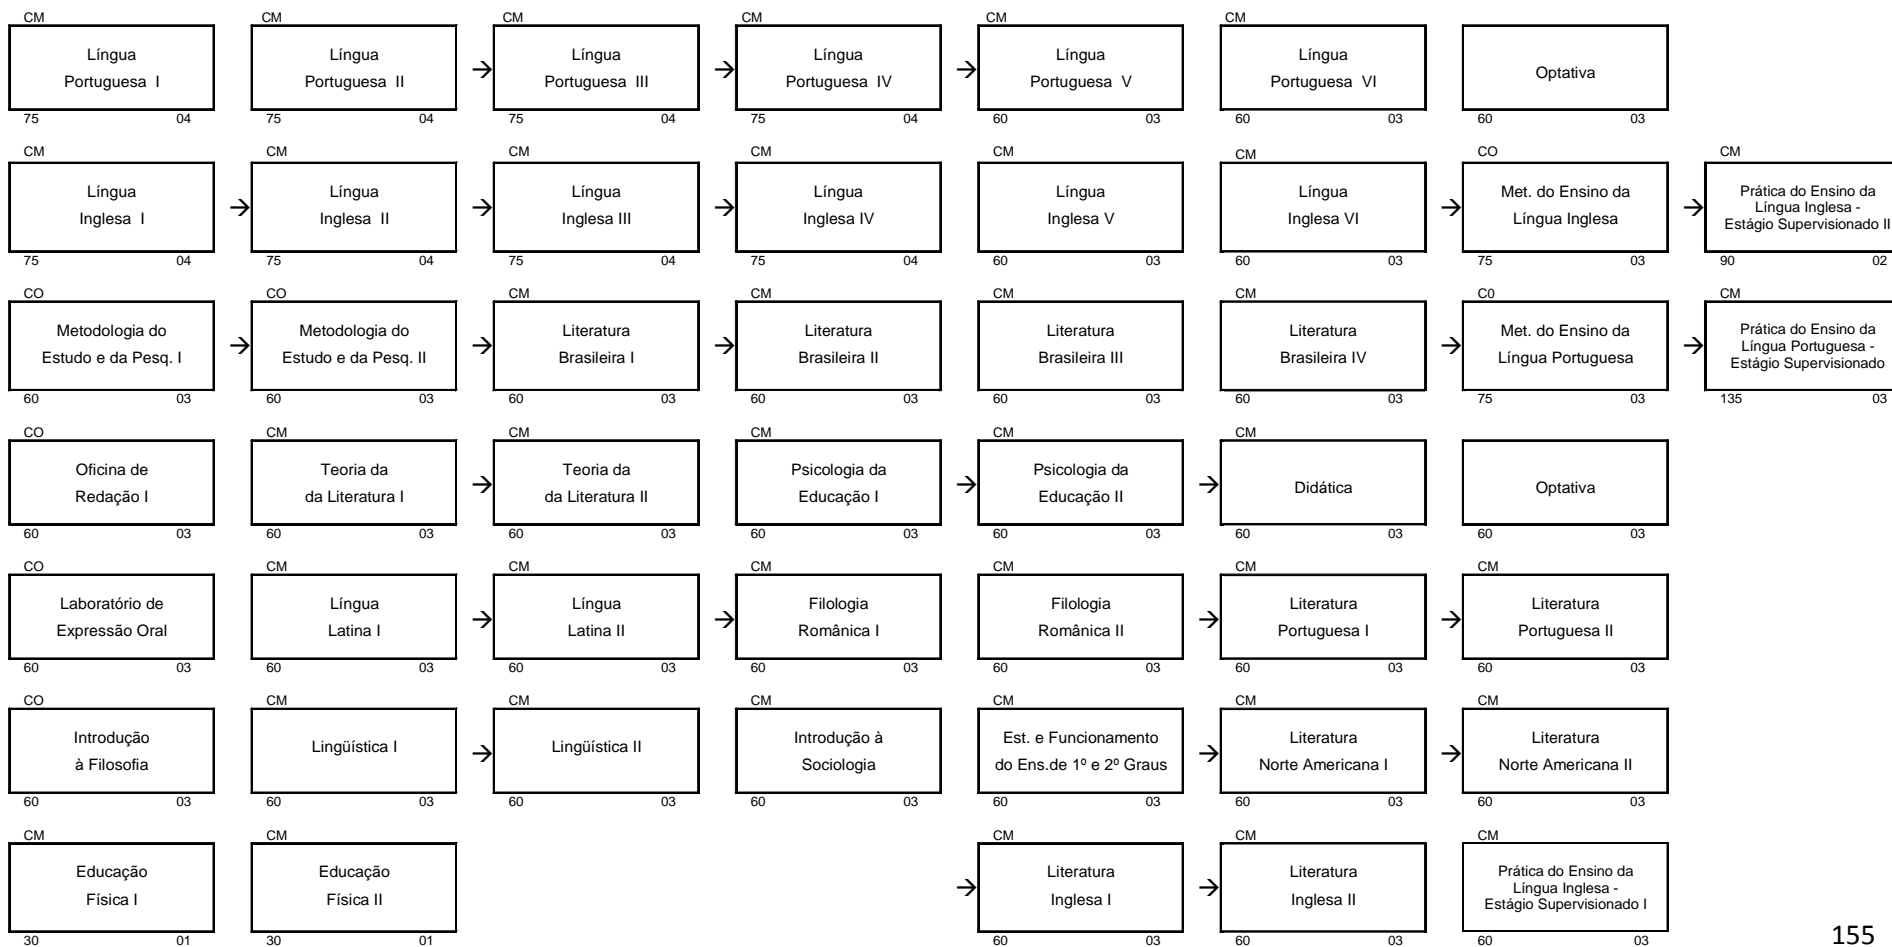 CM CM CM CM CM CM
Língua Língua Língua Língua Língua Língua
Portuguesa I Portuguesa II → Portuguesa III → Portuguesa IV → Portuguesa V Portuguesa VI Optativa
75 04 75 04 75 04 75 04 60 03 60 03 60 03
CM CM CM CM CM CM CO CM
Língua Língua Língua Língua Língua Língua Met. do Ensino da Prática do Ensino da
Inglesa I → Inglesa II → Inglesa III → Inglesa IV Inglesa V Inglesa VI → Língua Inglesa → Língua Inglesa -
Estágio Supervisionado II
75 04 75 04 75 04 75 04 60 03 60 03 75 03 90 02
CO CO CM CM CM CM C0 CM
Metodologia do Metodologia do Literatura Literatura Literatura Literatura Met. do Ensino da Prática do Ensino da
Estudo e da Pesq. I → Estudo e da Pesq. II → Brasileira I → Brasileira II Brasileira III Brasileira IV → Língua Portuguesa → Língua Portuguesa -
Estágio Supervisionado
60 03 60 03 60 03 60 03 60 03 60 03 75 03 135 03
CO CM CM CM CM CM
Oficina de Teoria da Teoria da Psicologia da Psicologia da
Redação I da Literatura I → da Literatura II Educação I → Educação II → Didática Optativa
60 03 60 03 60 03 60 03 60 03 60 03 60 03
CO CM CM CM CM CM CM
Laboratório de Língua Língua Filologia Filologia Literatura Literatura
Expressão Oral Latina I → Latina II → Românica I Românica II → Portuguesa I → Portuguesa II
60 03 60 03 60 03 60 03 60 03 60 03 60 03
CO CM CM CM CM CM CM
Introdução Lingüística I → Lingüística II Introdução à Est. e Funcionamento Literatura Literatura
à Filosofia Sociologia do Ens.de 1º e 2º Graus → Norte Americana I → Norte Americana II
60 03 60 03 60 03 60 03 60 03 60 03 60 03
CM CM CM CM CM
Educação Educação Literatura Literatura Prática do Ensino da
Física I Física II → Inglesa I → Inglesa II Língua Inglesa -
Estágio Supervisionado I
30 01 30 01 60 03 60 03 60 03
155